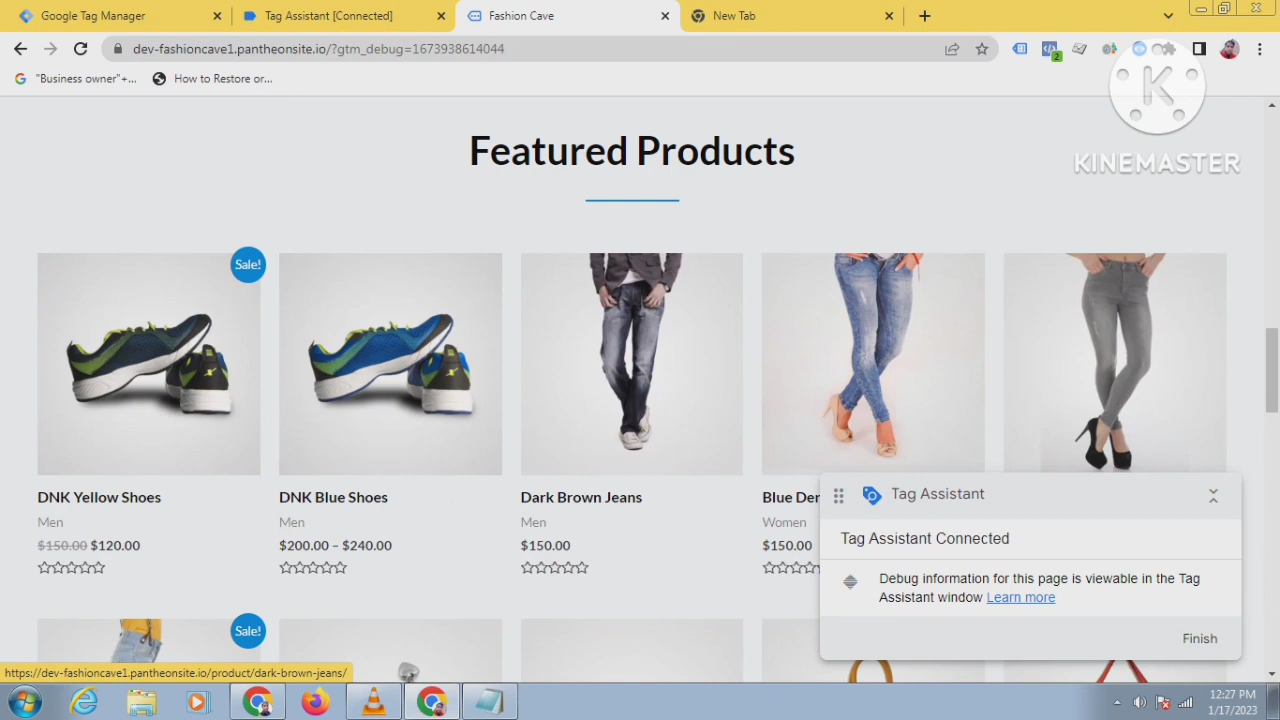 Google Tag Manager
Tag Assistant [Connected]
Fashion Cave
New Tab
dev-fashioncave1.pantheonsite.io/?gtm_debug=1673938614044
2
"Business owner"+...
How to Restore or...
K
KINEMASTER
Featured Products
Sale!
DNK Yellow Shoes
Men
$150.00 $120.00
DNK Blue Shoes
Men
$200.00 – $240.00
Dark Brown Jeans
Men
$150.00
Blue Den
Women
$150.00
Tag Assistant
Tag Assistant Connected
Debug information for this page is viewable in the Tag
Assistant window Learn more
Finish
Sale!
https://dev-fashioncave1.pantheonsite.io/product/dark-brown-jeans/
12:27 PM
1/17/2023